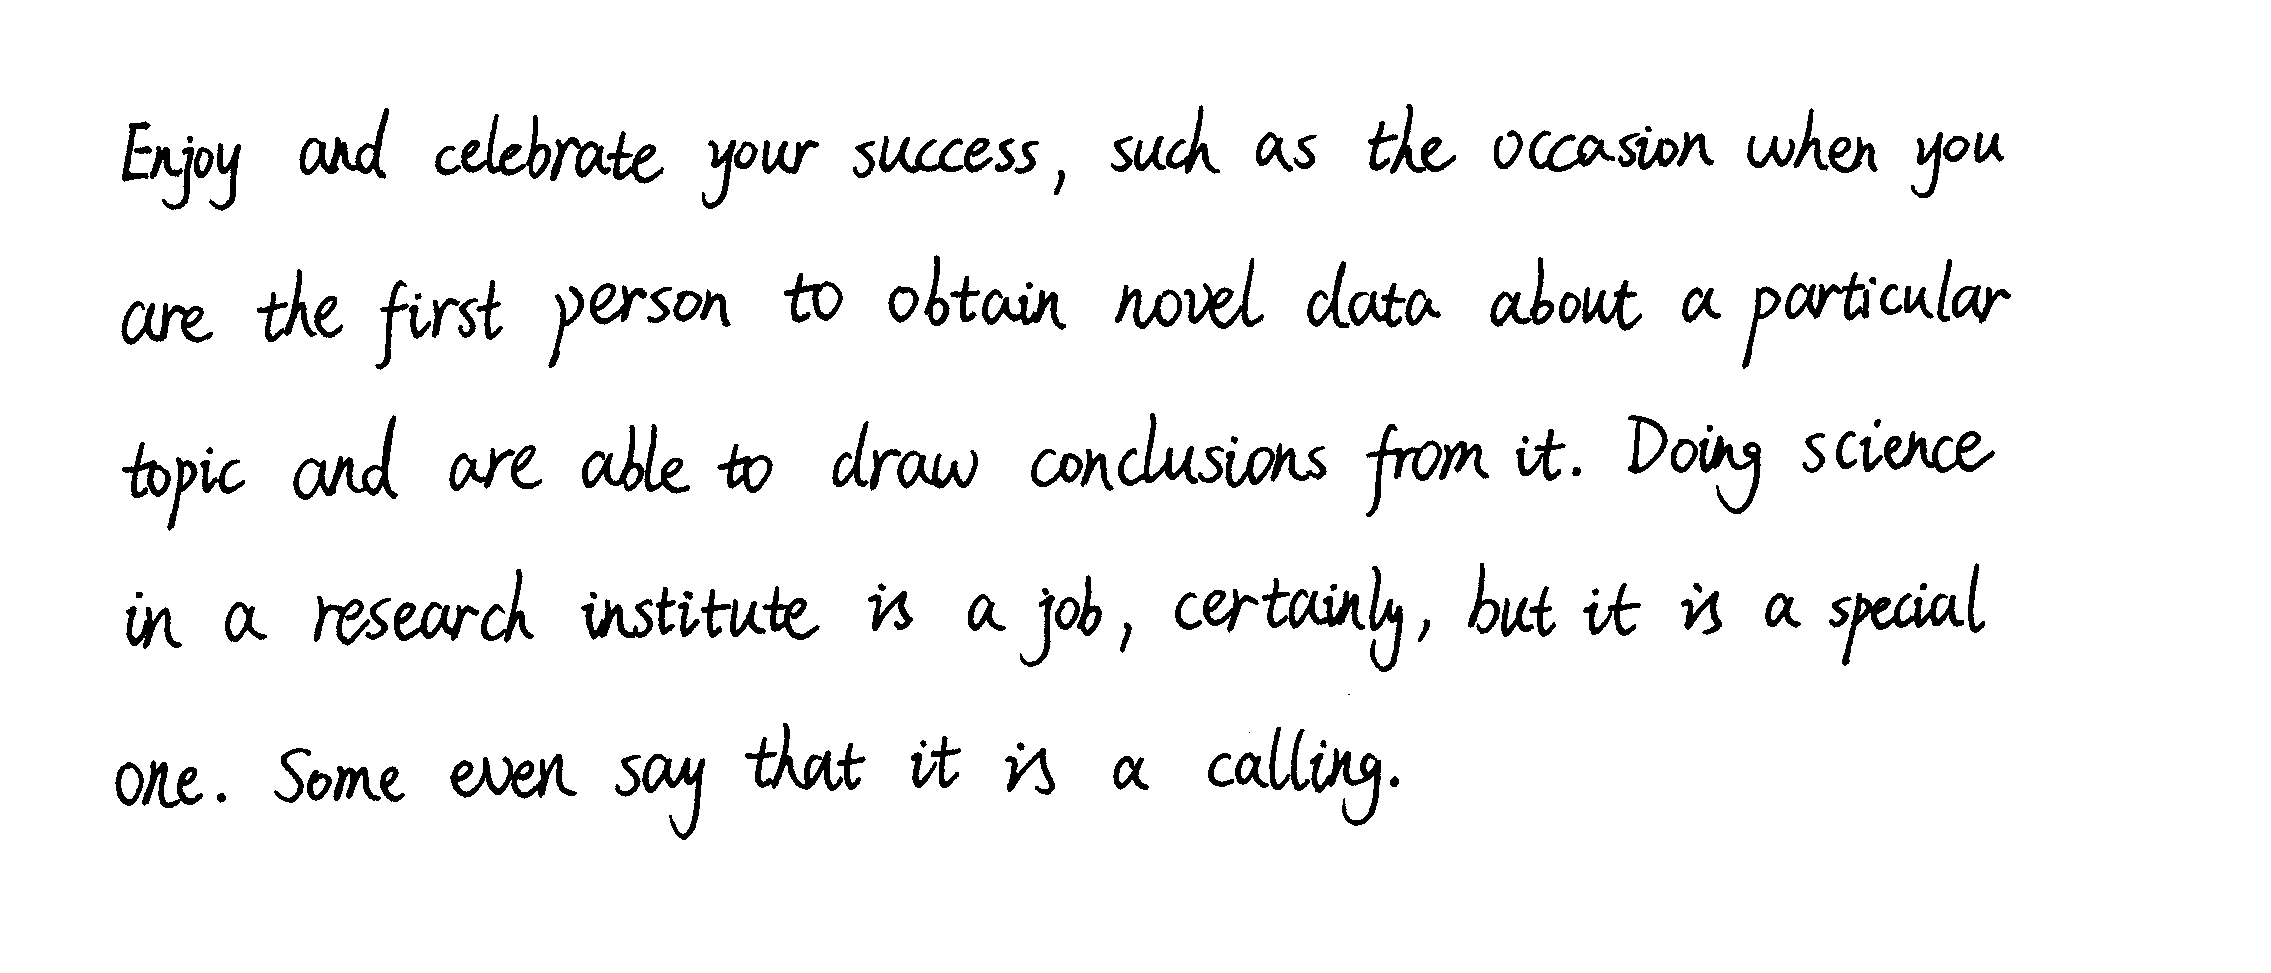 Enjoy and celebrate your success, such as the occasion when you
are the first person to obtain novel data about a particular
topic and are able to draw conclusions from it. Doing science
in a research institute is a job, certainly, but it is a special
one. Some even say that it is a calling.